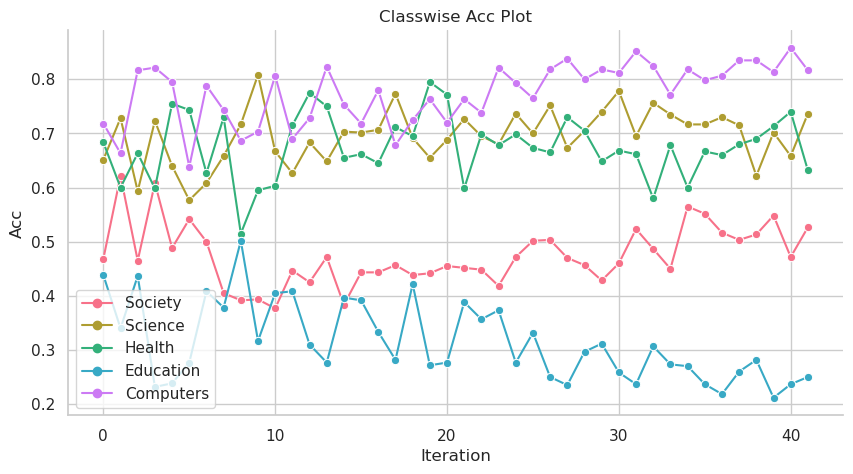 Classwise Acc Plot
Acc
0.8
0.7
0.6
0.5
0.4
0.3
0.2
Society
Science
Health
Education
Computers
0 10 20 30 40
Iteration